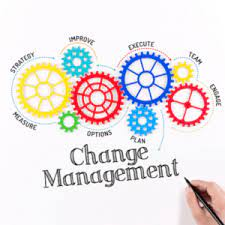 STRATEGY
IMPROVE
EXECUTE
TEAM
ENGAGE
MEASURE
OPTIONS
PLAN
Change
Management